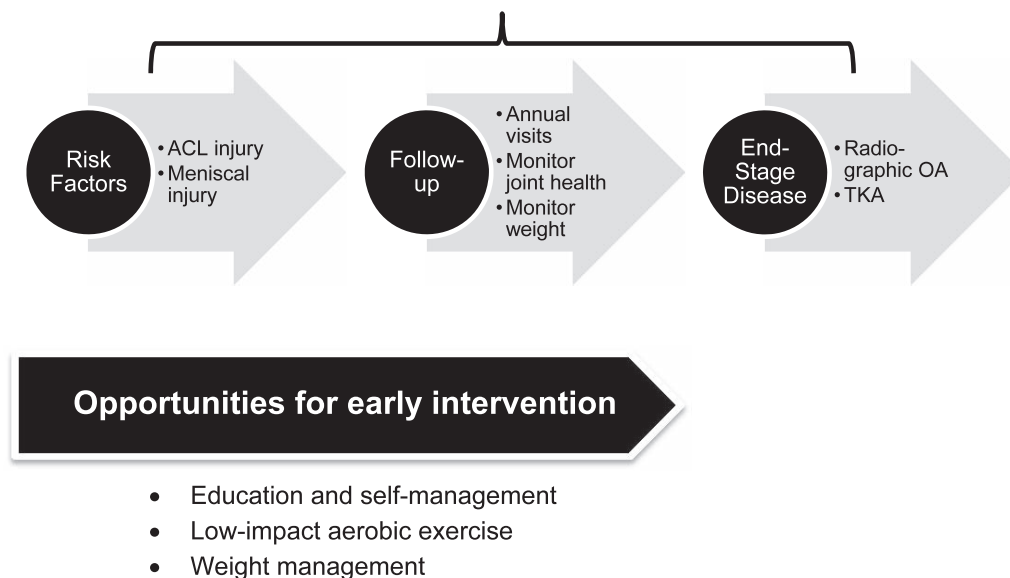 Risk
Factors
• ACL injury
• Meniscal
injury
Follow-
up
• Annual
visits
• Monitor
joint health
• Monitor
weight
End-
Stage
Disease
• Radio-
graphic OA
• TKA
Opportunities for early intervention
• Education and self-management
• Low-impact aerobic exercise
• Weight management